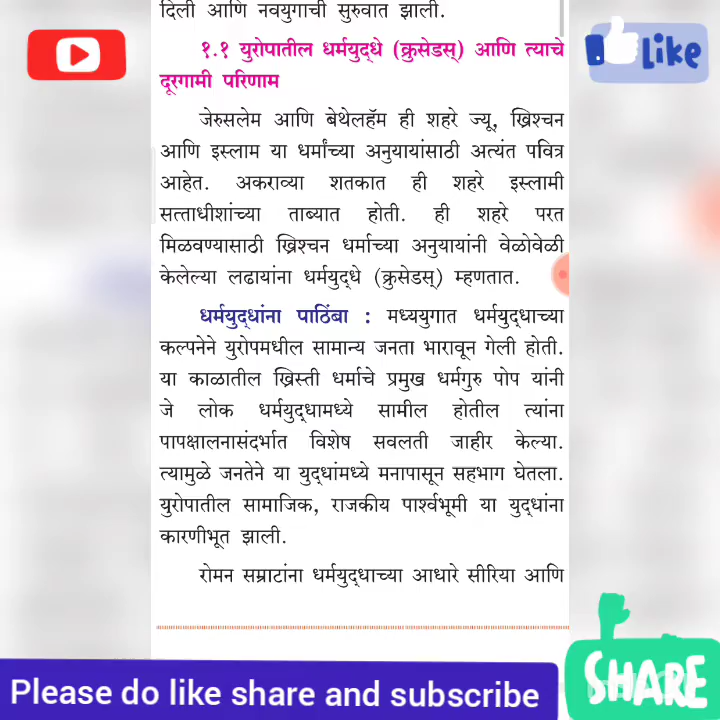 दिली आणि नवयुगाची सुरुवात झाली.
१.१ युरोपातील धर्मयुद्धे (क्रुसेडस्) आणि त्याचे
दूरगामी परिणाम
जेरुसलेम आणि बेथेलहॅम ही शहरे ज्यू, ख्रिश्चन
आणि इस्लाम या धर्मांच्या अनुयायांसाठी अत्यंत पवित्र
आहेत. अकराव्या शतकात ही शहरे इस्लामी
सत्ताधीशांच्या ताब्यात होती. ही शहरे परत
मिळवण्यासाठी ख्रिश्चन धर्माच्या अनुयायांनी वेळोवेळी
केलेल्या लढायांना धर्मयुद्धे (क्रुसेडस्) म्हणतात.
धर्मयुद्धांना पाठिंबा : मध्ययुगात धर्मयुद्धाच्या
कल्पनेने युरोपमधील सामान्य जनता भारावून गेली होती.
या काळातील ख्रिस्ती धर्माचे प्रमुख धर्मगुरु पोप यांनी
जे लोक धर्मयुद्धामध्ये सामील होतील त्यांना
पापक्षालनासंदर्भात विशेष सवलती जाहीर केल्या.
त्यामुळे जनतेने या युद्धांमध्ये मनापासून सहभाग घेतला.
युरोपातील सामाजिक, राजकीय पार्श्वभूमी या युद्धांना
कारणीभूत झाली.
रोमन सम्राटांना धर्मयुद्धाच्या आधारे सीरिया आणि
Like
SHARE
Please do like share and subscribe